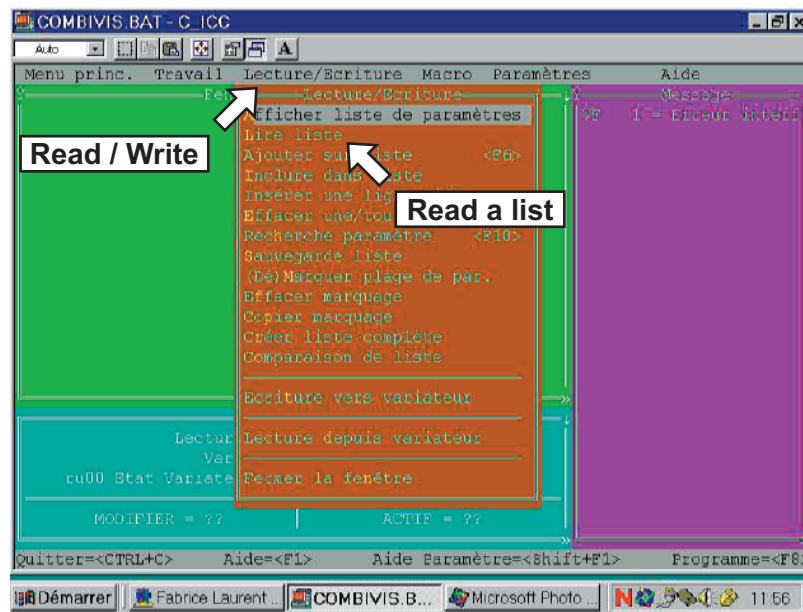 COMBIVIS.BAT - C_ICC
Auto
A
Menu princ. Travail Lecture/Ecriture Macro Paramètres Aide
Fen Lecture/Ecriture Message
Afficher liste de paramètres
1 = Erreur
Read / Write
Lire liste
Ajouter sur liste <F6>
Inclure dans liste
Read a list
Insérer une
Effacer une/tou
Recherche paramètre <F10>
Sauvegarde liste
(Dé)Marquer plage de par.
Effacer marquage
Copier marquage
Créer liste complète
Comparaison de liste
Ecriture vers variateur
Lectur
Lecture depuis variateur
Var
ru00 Etat Variate
Fermer la fenêtre
MODIFIER = ?? ACTIF = ??
Quitter=<CTRL+C> Aide=<F1> Aide Paramètre=<Shift+F1> Programme=<F8
Démarrer Fabrice Laurent ... COMBIVIS.B... Microsoft Photo ... N 11:56